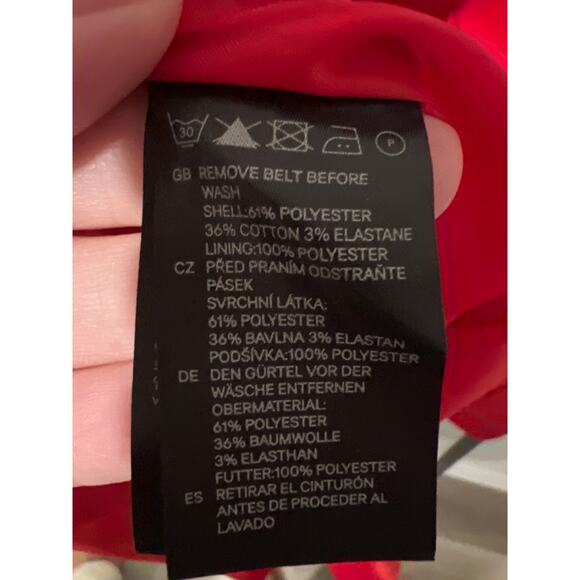 30
P
GB REMOVE BELT BEFORE
WASH
SHELL:61% POLYESTER
36% COTTON 3% ELASTANE
LINING:100% POLYESTER
CZ PŘED PRANÍM ODSTRAŇTE
PÁSEK
SVRCHNÍ LÁTKA:
61% POLYESTER
36% BAVLNA 3% ELASTAN
PODŠÍVKA:100% POLYESTER
DE DEN GÜRTEL VOR DER
WÄSCHE ENTFERNEN
OBERMATERIAL:
61% POLYESTER
36% BAUMWOLLE
3% ELASTHAN
FUTTER:100% POLYESTER
ES RETIRAR EL CINTURÓN
ANTES DE PROCEDER AL
LAVADO